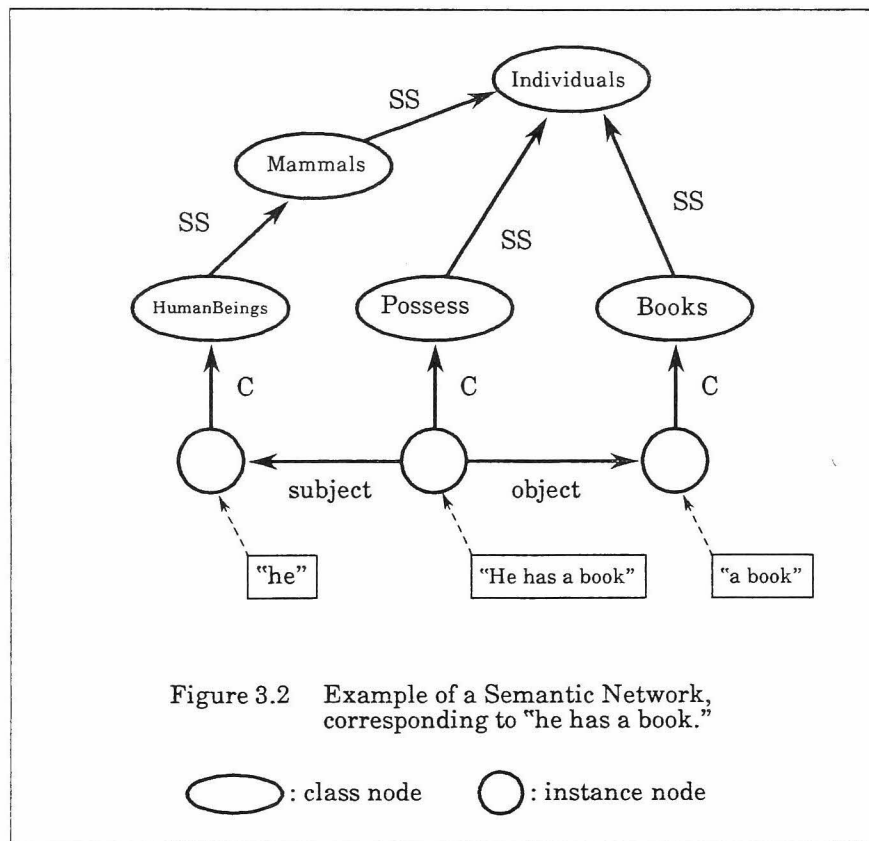 Individuals
SS
Mammals
SS
SS
SS
HumanBeings
Possess
Books
C
C
C
subject
object
"he"
"He has a book"
"a book"
Figure 3.2 Example of a Semantic Network,
corresponding to "he has a book."
: class node
: instance node